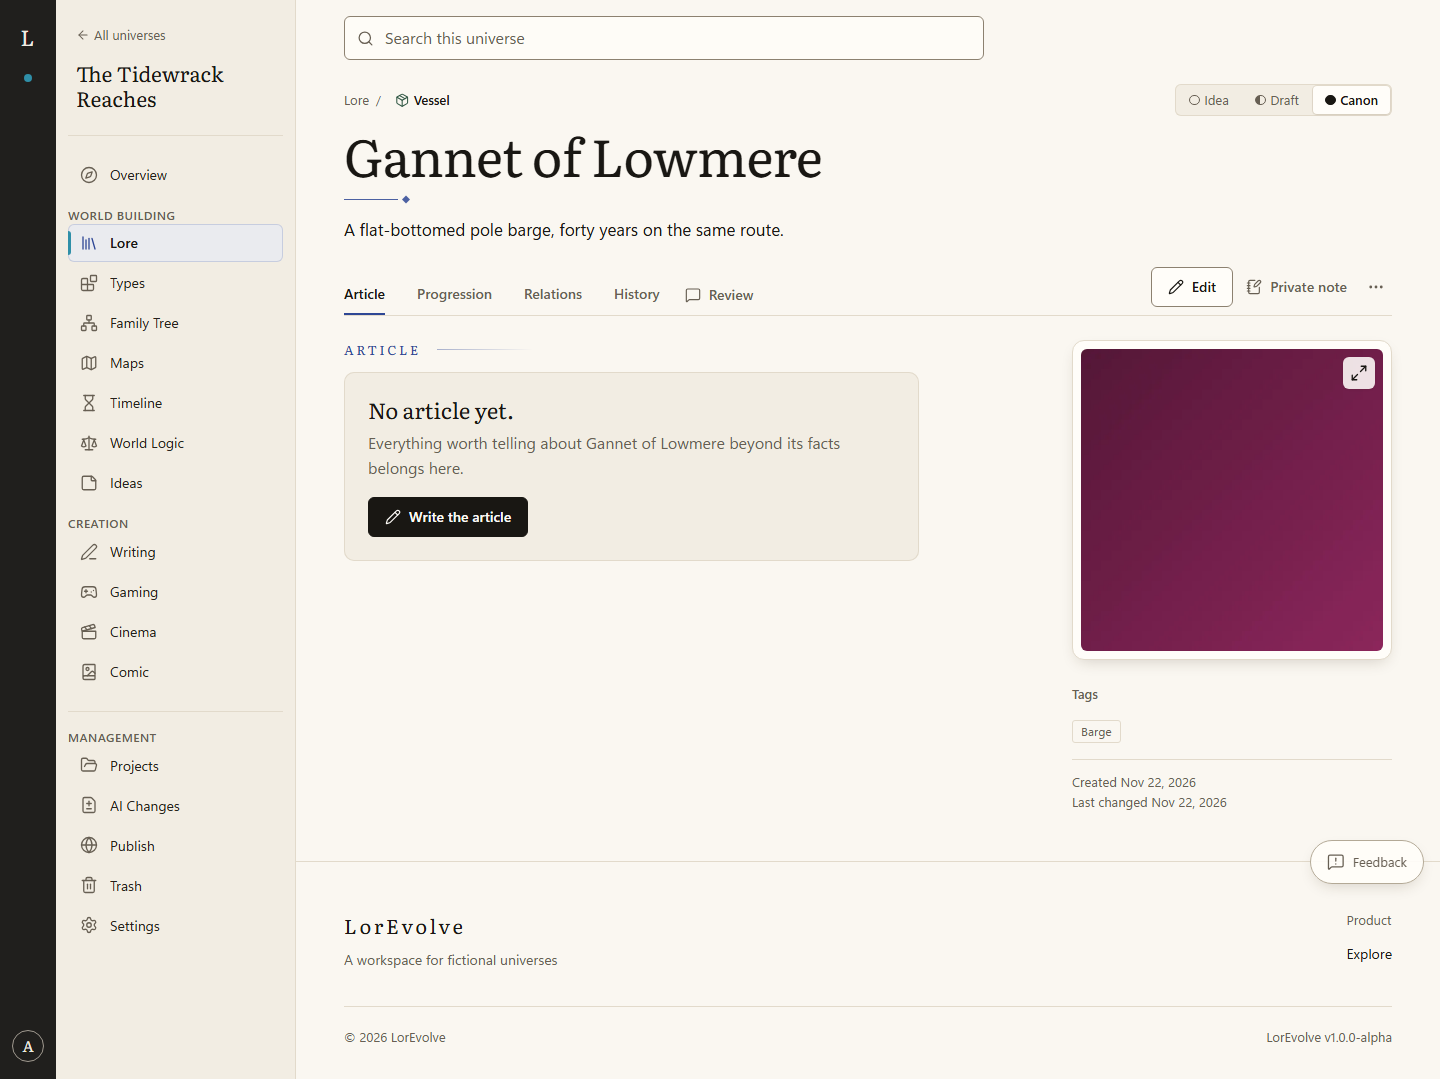 L
All universes
The Tidewrack
Reaches
Overview
WORLD BUILDING
Lore
Types
Family Tree
Maps
Timeline
World Logic
Ideas
CREATION
Writing
Gaming
Cinema
Comic
MANAGEMENT
Projects
AI Changes
Publish
Trash
Settings
A
Search this universe
Lore / Vessel
Idea Draft Canon
Gannet of Lowmere
A flat-bottomed pole barge, forty years on the same route.
Article Progression Relations History Review
Edit Private note
ARTICLE
No article yet.
Everything worth telling about Gannet of Lowmere beyond its facts
belongs here.
Write the article
Tags
Barge
Created Nov 22, 2026
Last changed Nov 22, 2026
Feedback
LorEvolve
A workspace for fictional universes
Product
Explore
© 2026 LorEvolve
LorEvolve v1.0.0-alpha